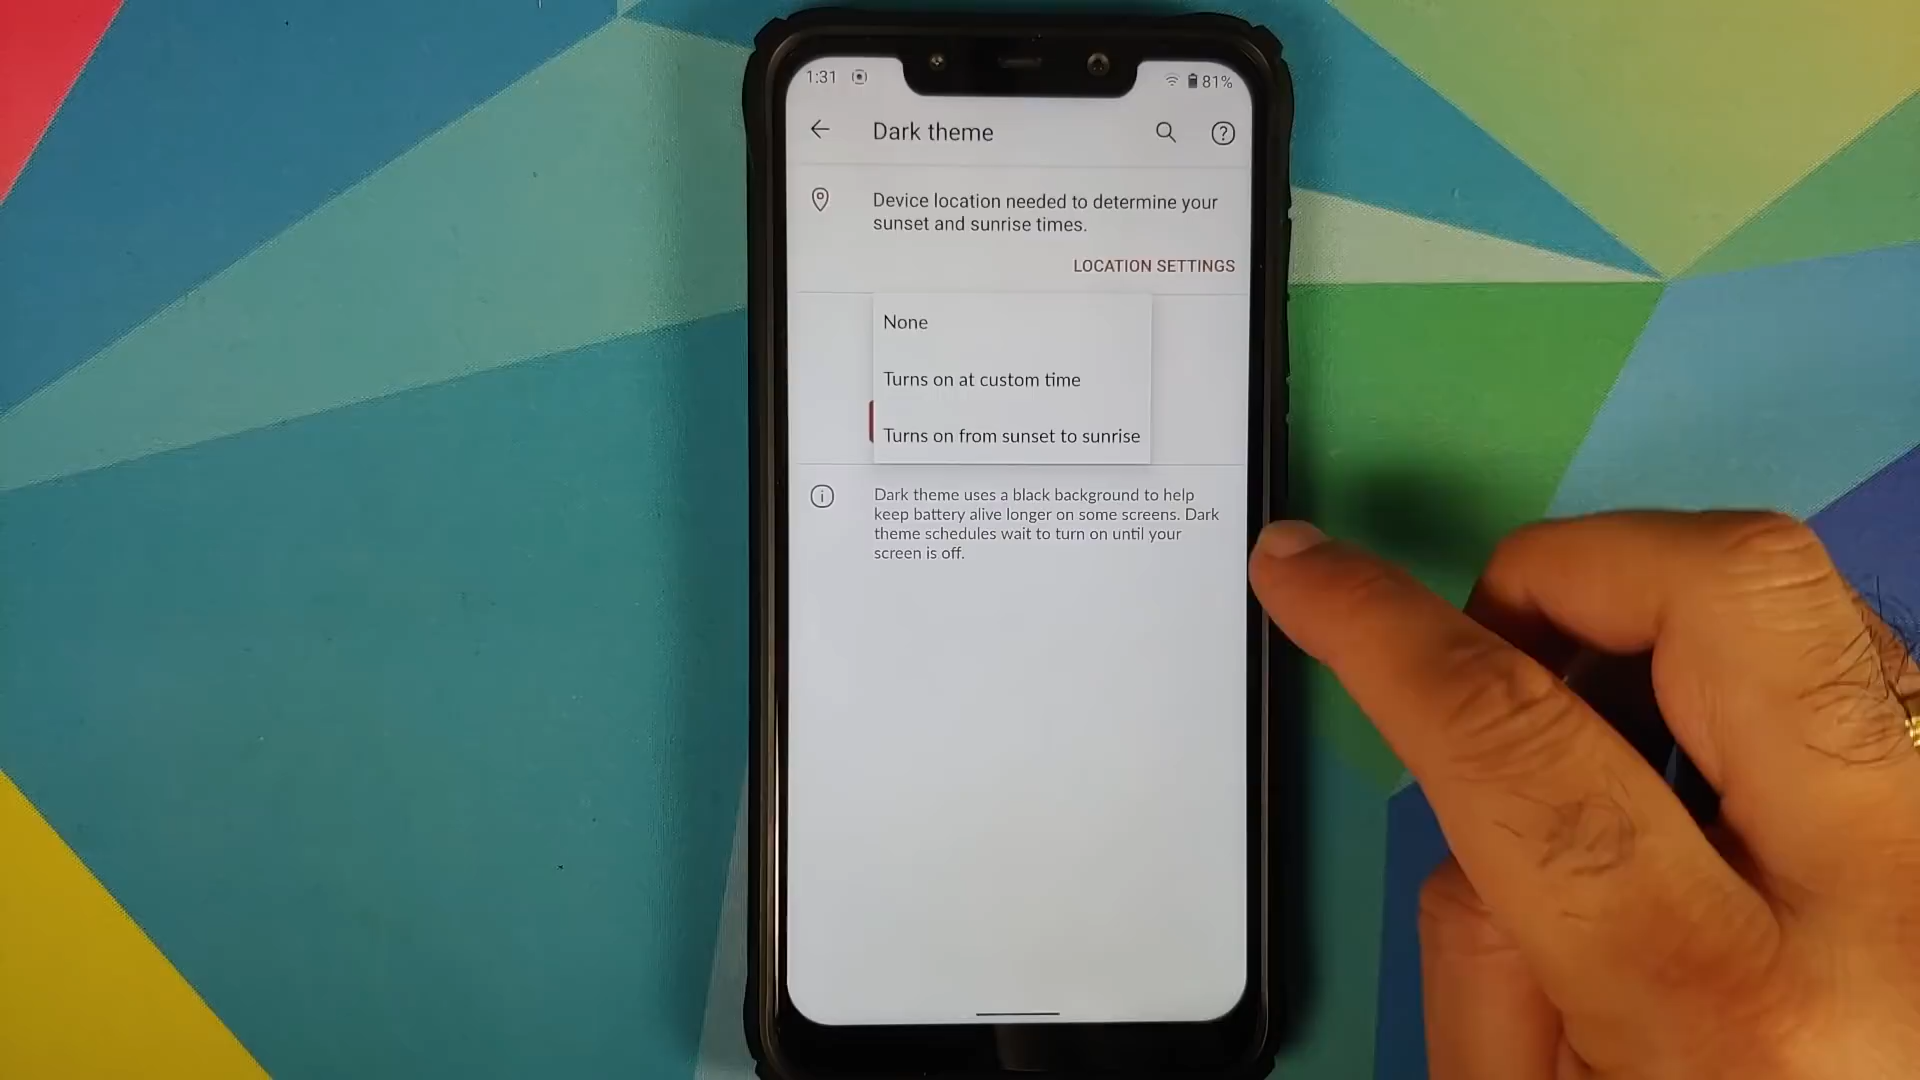 1:31
81%
Dark theme
Device location needed to determine your
sunset and sunrise times.
LOCATION SETTINGS
None
Turns on at custom time
Turns on from sunset to sunrise
Dark theme uses a black background to help
keep battery alive longer on some screens. Dark
theme schedules wait to turn on until your
screen is off.